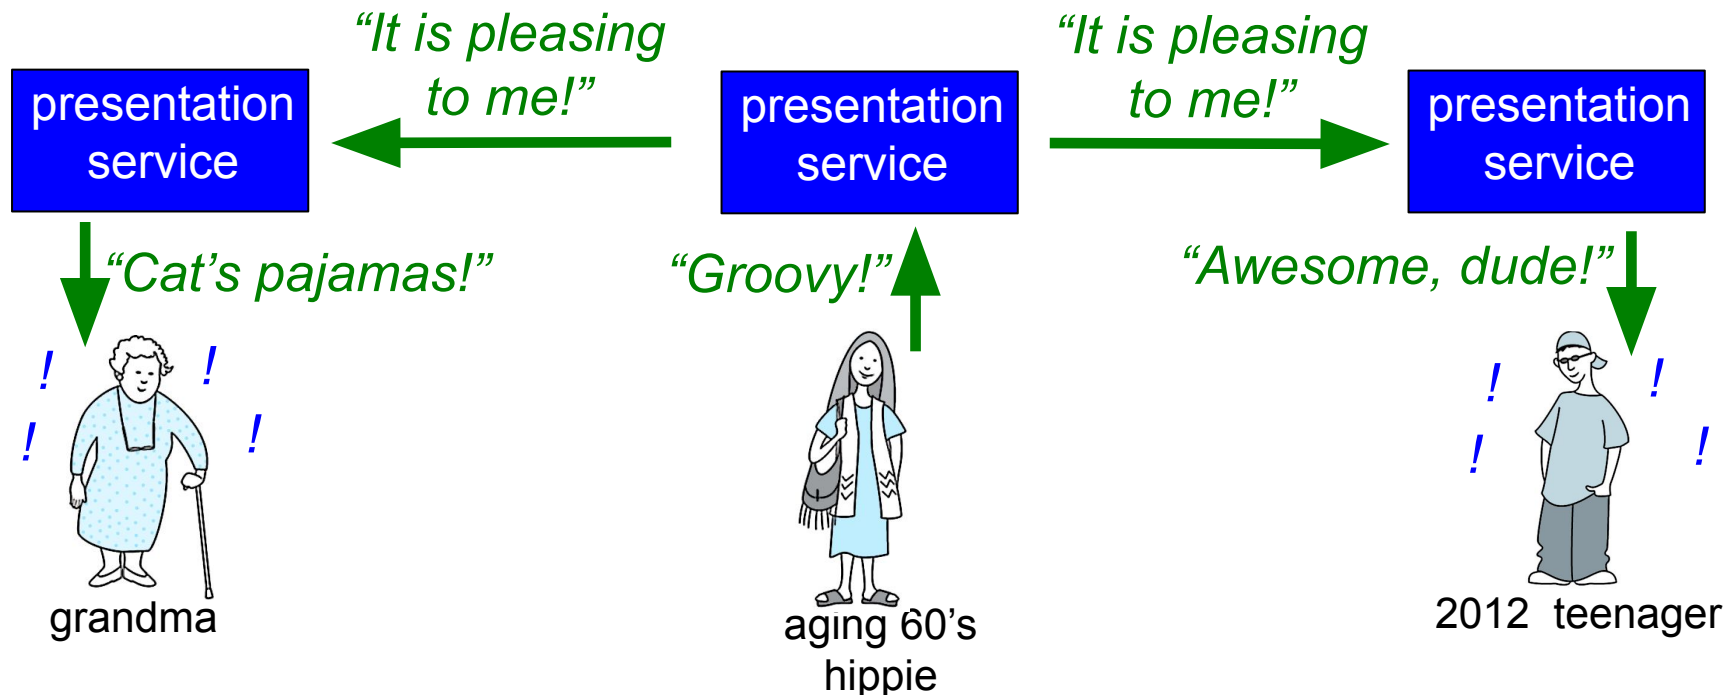 “It is pleasing
to me!”
“It is pleasing
to me!”
presentation
service
presentation
service
presentation
service
“Cat’s pajamas!”
“Groovy!”
“Awesome, dude!”
! !
! !
! !
! !
grandma
aging 60’s
hippie
2012 teenager